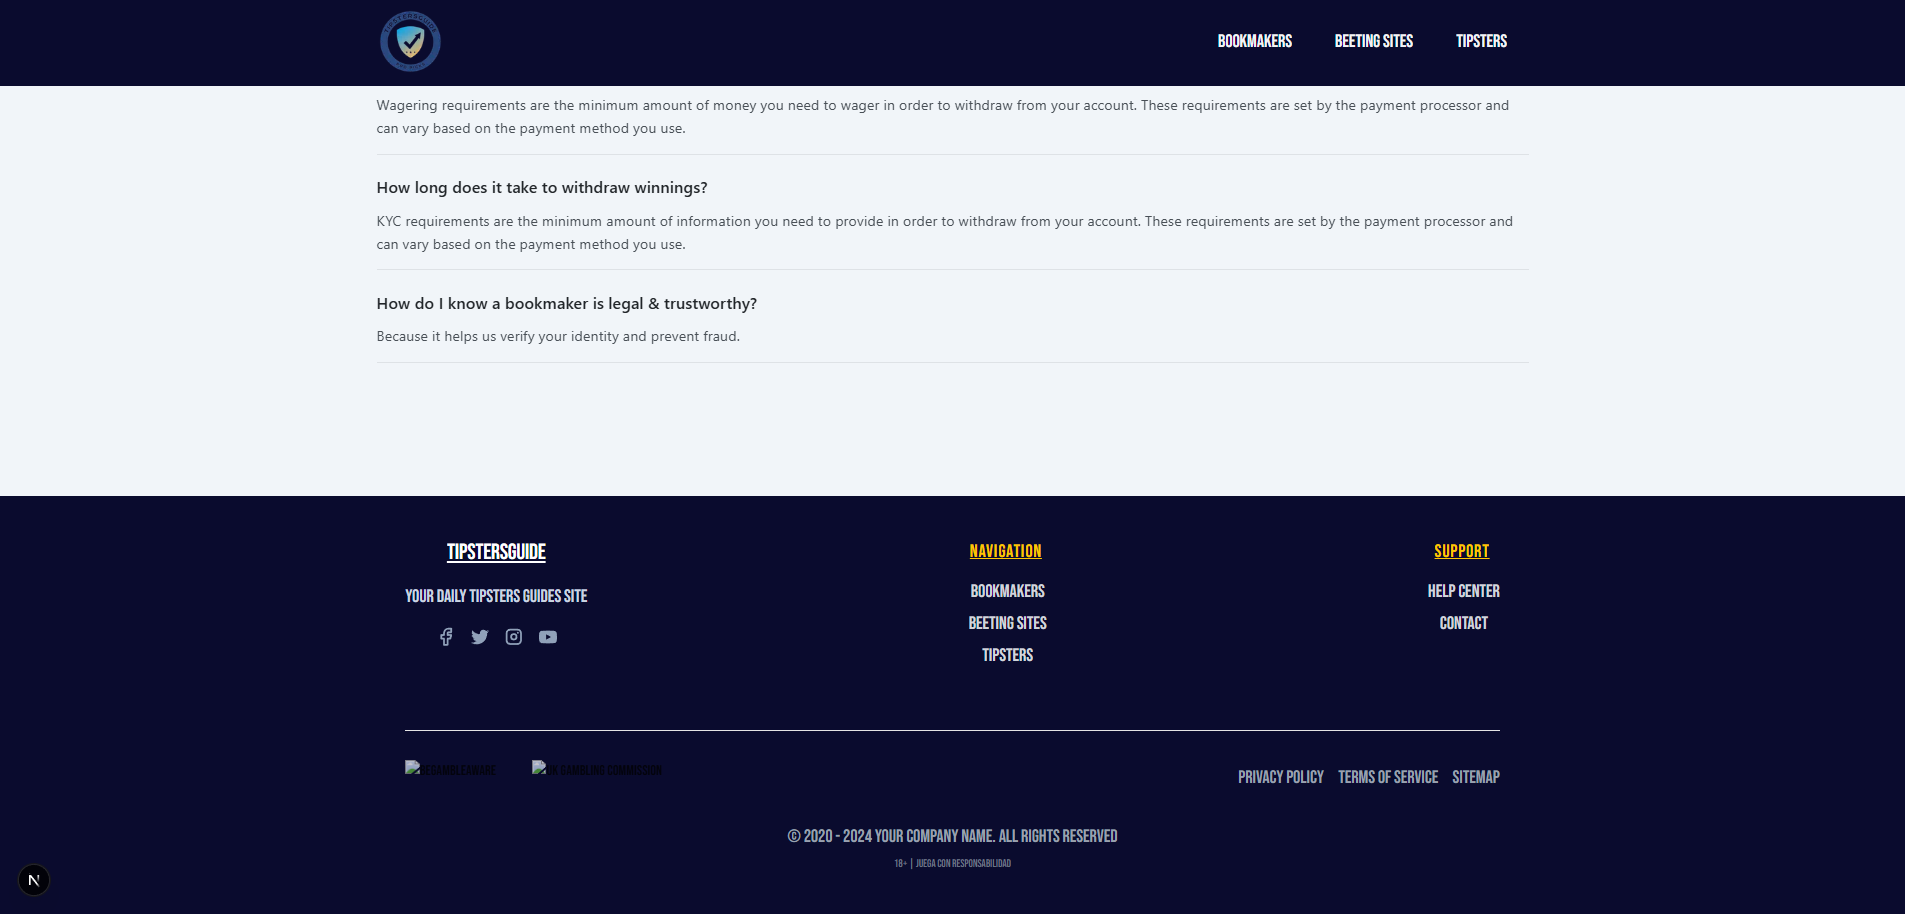 TIPSTERSGUIDE
BOOKMAKERS BEETING SITES TIPSTERS
Wagering requirements are the minimum amount of money you need to wager in order to withdraw from your account. These requirements are set by the payment processor and
can vary based on the payment method you use.
How long does it take to withdraw winnings?
KYC requirements are the minimum amount of information you need to provide in order to withdraw from your account. These requirements are set by the payment processor and
can vary based on the payment method you use.
How do I know a bookmaker is legal & trustworthy?
Because it helps us verify your identity and prevent fraud.
TIPSTERSGUIDE
YOUR DAILY TIPSTERS GUIDES SITE
NAVIGATION
BOOKMAKERS
BEETING SITES
TIPSTERS
SUPPORT
HELP CENTER
CONTACT
BEGAMBLEAWARE
UK GAMBLING COMMISSION
PRIVACY POLICY TERMS OF SERVICE SITEMAP
© 2020 - 2024 YOUR COMPANY NAME. ALL RIGHTS RESERVED
18+ | JUEGA CON RESPONSABILIDAD
N